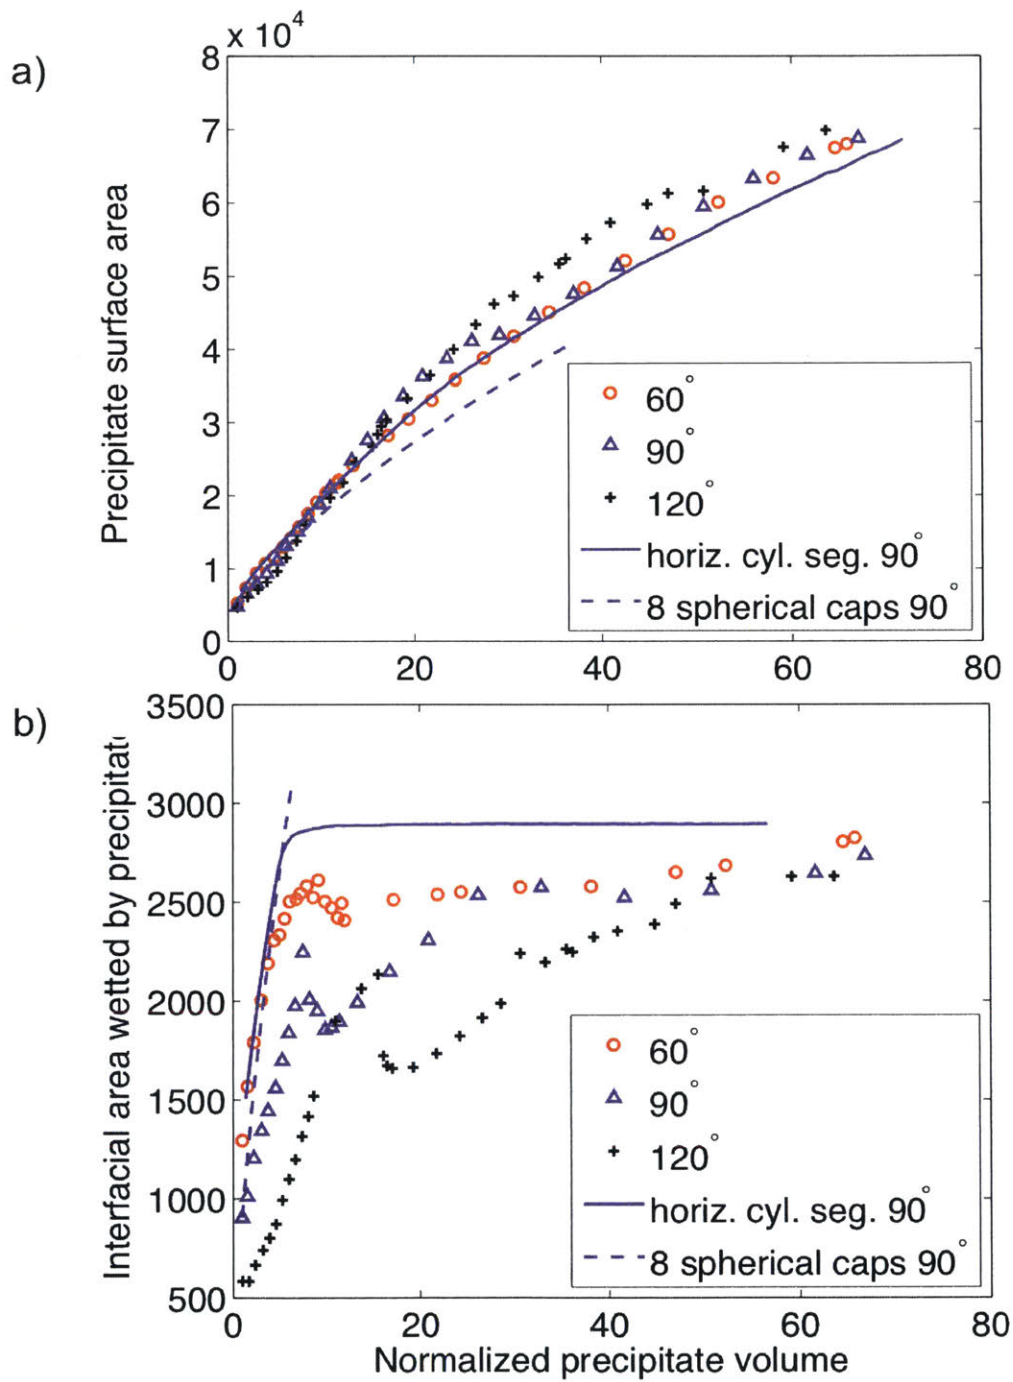 a)
x 10⁴
8
7
6
5
4
3
2
1
0
Precipitate surface area
60°
90°
120°
horiz. cyl. seg. 90°
8 spherical caps 90°
0 20 40 60 80
b)
3500
3000
2500
2000
1500
1000
500
Interfacial area wetted by
60°
90°
120°
horiz. cyl. seg. 90°
8 spherical caps 90°
0 20 40 60 80
Normalized precipitate volume